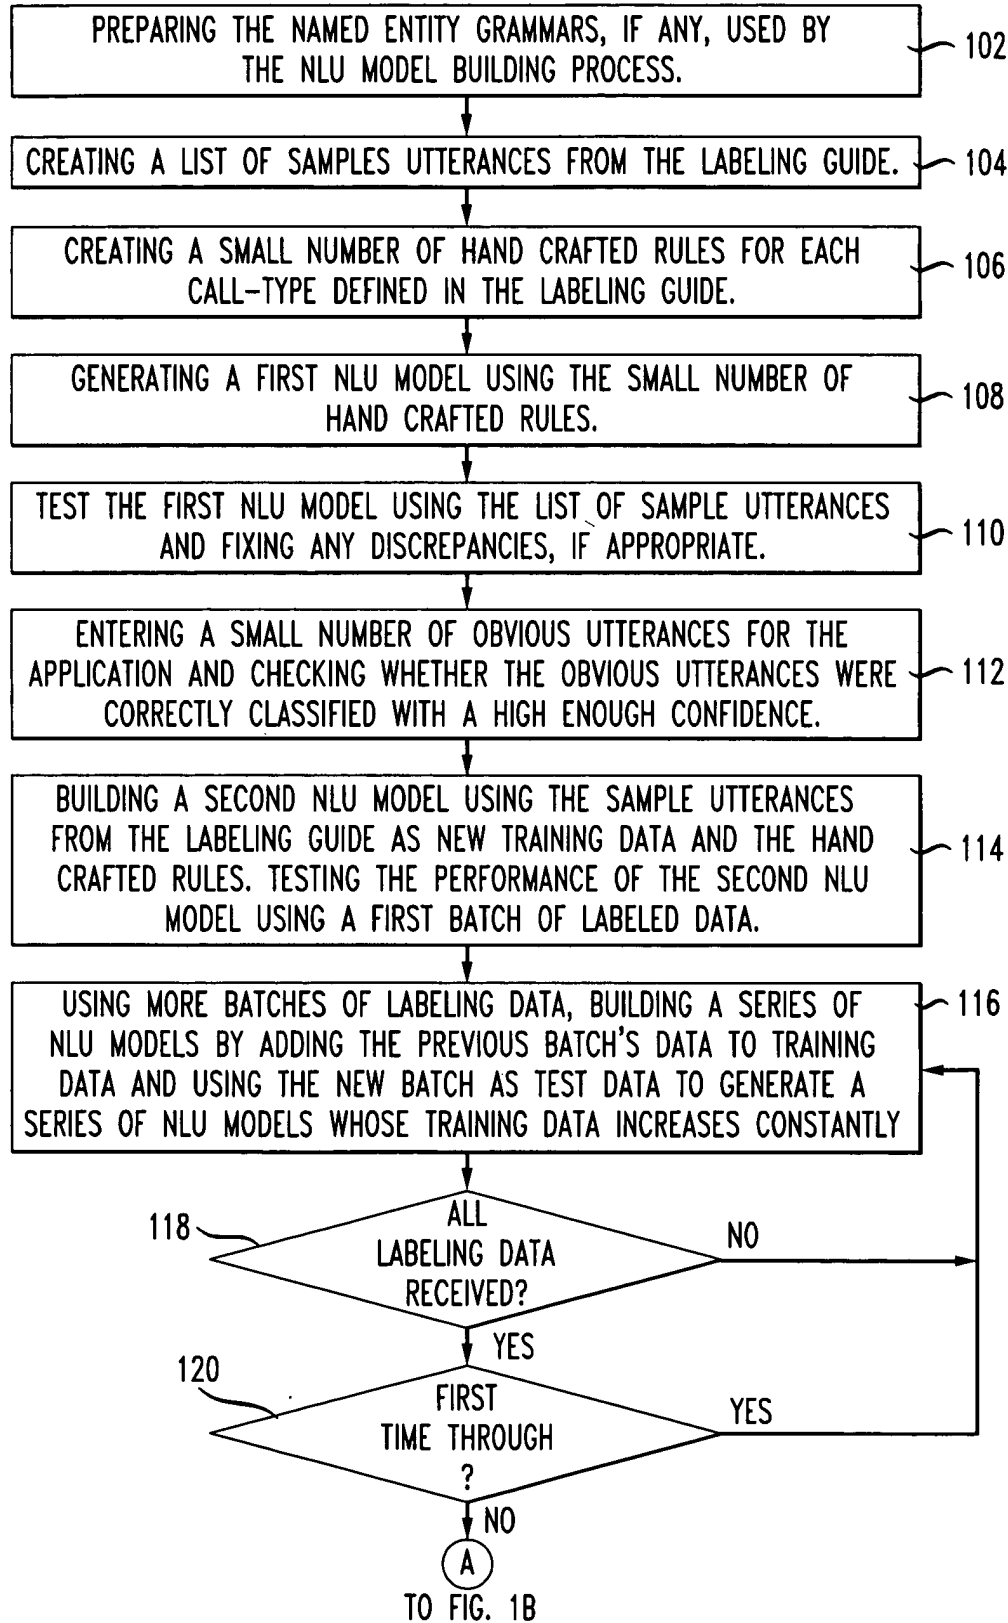 PREPARING THE NAMED ENTITY GRAMMARS, IF ANY, USED BY
THE NLU MODEL BUILDING PROCESS.
102
CREATING A LIST OF SAMPLES UTTERANCES FROM THE LABELING GUIDE.
104
CREATING A SMALL NUMBER OF HAND CRAFTED RULES FOR EACH
CALL-TYPE DEFINED IN THE LABELING GUIDE.
106
GENERATING A FIRST NLU MODEL USING THE SMALL NUMBER OF
HAND CRAFTED RULES.
108
TEST THE FIRST NLU MODEL USING THE LIST OF SAMPLE UTTERANCES
AND FIXING ANY DISCREPANCIES, IF APPROPRIATE.
110
ENTERING A SMALL NUMBER OF OBVIOUS UTTERANCES FOR THE
APPLICATION AND CHECKING WHETHER THE OBVIOUS UTTERANCES WERE
CORRECTLY CLASSIFIED WITH A HIGH ENOUGH CONFIDENCE.
112
BUILDING A SECOND NLU MODEL USING THE SAMPLE UTTERANCES
FROM THE LABELING GUIDE AS NEW TRAINING DATA AND THE HAND
CRAFTED RULES. TESTING THE PERFORMANCE OF THE SECOND NLU
MODEL USING A FIRST BATCH OF LABELED DATA.
114
USING MORE BATCHES OF LABELING DATA, BUILDING A SERIES OF
NLU MODELS BY ADDING THE PREVIOUS BATCH'S DATA TO TRAINING
DATA AND USING THE NEW BATCH AS TEST DATA TO GENERATE A
SERIES OF NLU MODELS WHOSE TRAINING DATA INCREASES CONSTANTLY
116
118
ALL
LABELING DATA
RECEIVED?
NO
YES
120
FIRST
TIME THROUGH
?
YES
NO
A
TO FIG. 1B